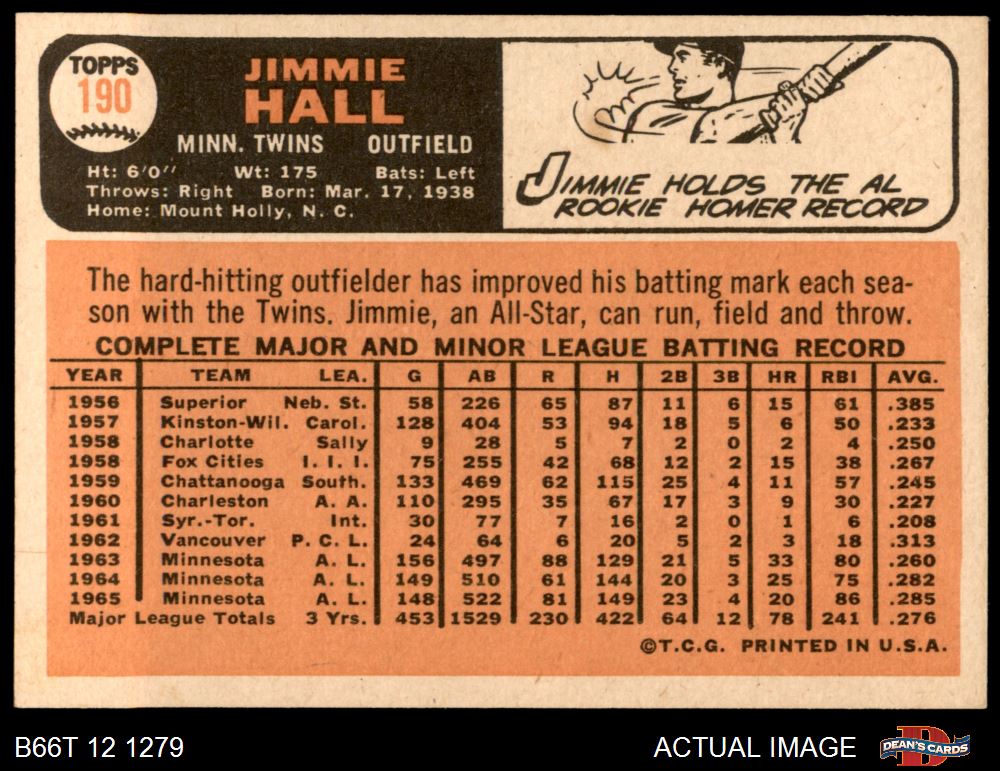 TOPPS
190
JIMMIE
HALL
MINN. TWINS OUTFIELD
Ht: 6'0" Wt: 175 Bats: Left
Throws: Right Born: Mar. 17, 1938
Home: Mount Holly, N. C.
JIMMIE HOLDS THE AL
ROOKIE HOMER RECORD
The hard-hitting outfielder has improved his batting mark each sea-
son with the Twins. Jimmie, an All-Star, can run, field and throw.
COMPLETE MAJOR AND MINOR LEAGUE BATTING RECORD
YEAR TEAM LEA. G AB R H 2B 3B HR RBI AVG.
1956 Superior Neb. St. 58 226 65 87 11 6 15 61 .385
1957 Kinston-Wil. Carol. 128 404 53 94 18 5 6 50 .233
1958 Charlotte Sally 9 28 5 7 2 0 2 4 .250
1958 Fox Cities I. I. I. 75 255 42 68 12 2 15 38 .267
1959 Chattanooga South. 133 469 62 115 25 4 11 57 .245
1960 Charleston A. A. 110 295 35 67 17 3 9 30 .227
1961 Syr.-Tor. Int. 30 77 7 16 2 0 1 6 .208
1962 Vancouver P. C. L. 24 64 6 20 5 2 3 18 .313
1963 Minnesota A. L. 156 497 88 129 21 5 33 80 .260
1964 Minnesota A. L. 149 510 61 144 20 3 25 75 .282
1965 Minnesota A. L. 148 522 81 149 23 4 20 86 .285
Major League Totals 3 Yrs. 453 1529 230 422 64 12 78 241 .276
©T.C.G. PRINTED IN U.S.A.
B66T 12 1279 ACTUAL IMAGE DEAN'S CARDS